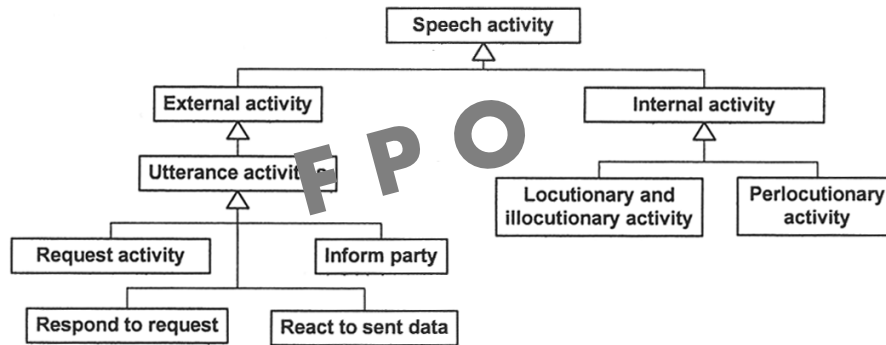 Speech activity
External activity
Internal activity
F P O
Utterance activities
Locutionary and
illocutionary activity
Perlocutionary
activity
Request activity
Inform party
Respond to request
React to sent data